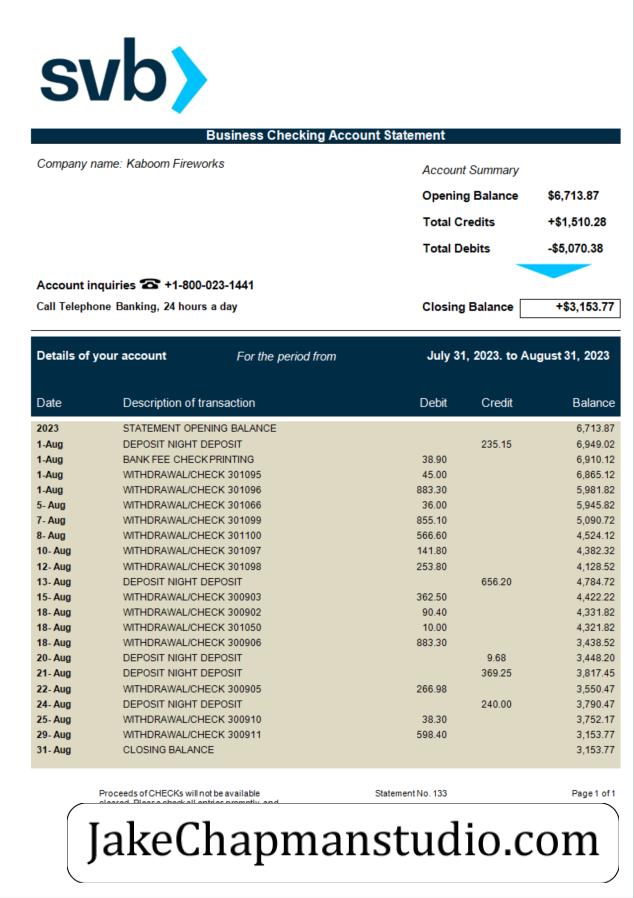 svb
Business Checking Account Statement
Company name: Kaboom Fireworks
Account Summary
Opening Balance $6,713.87
Total Credits +$1,510.28
Total Debits -$5,070.38
Account inquiries ☎ +1-800-023-1441
Call Telephone Banking, 24 hours a day
Closing Balance +$3,153.77
Details of your account For the period from July 31, 2023. to August 31, 2023
Date Description of transaction Debit Credit Balance
2023 STATEMENT OPENING BALANCE 6,713.87
1-Aug DEPOSIT NIGHT DEPOSIT 235.15 6,949.02
1-Aug BANK FEE CHECK PRINTING 38.90 6,910.12
1-Aug WITHDRAWAL/CHECK 301095 45.00 6,865.12
1-Aug WITHDRAWAL/CHECK 301096 883.30 5,981.82
5- Aug WITHDRAWAL/CHECK 301066 36.00 5,945.82
7- Aug WITHDRAWAL/CHECK 301099 855.10 5,090.72
8- Aug WITHDRAWAL/CHECK 301100 566.60 4,524.12
10- Aug WITHDRAWAL/CHECK 301097 141.80 4,382.32
12- Aug WITHDRAWAL/CHECK 301098 253.80 4,128.52
13- Aug DEPOSIT NIGHT DEPOSIT 656.20 4,784.72
15- Aug WITHDRAWAL/CHECK 300903 362.50 4,422.22
18- Aug WITHDRAWAL/CHECK 300902 90.40 4,331.82
18- Aug WITHDRAWAL/CHECK 301050 10.00 4,321.82
18- Aug WITHDRAWAL/CHECK 300906 883.30 3,438.52
20- Aug DEPOSIT NIGHT DEPOSIT 9.68 3,448.20
21- Aug DEPOSIT NIGHT DEPOSIT 369.25 3,817.45
22- Aug WITHDRAWAL/CHECK 300905 266.98 3,550.47
24- Aug DEPOSIT NIGHT DEPOSIT 240.00 3,790.47
25- Aug WITHDRAWAL/CHECK 300910 38.30 3,752.17
29- Aug WITHDRAWAL/CHECK 300911 598.40 3,153.77
31- Aug CLOSING BALANCE 3,153.77
Proceeds of CHECKs will not be available Statement No. 133 Page 1 of 1
JakeChapmanstudio.com